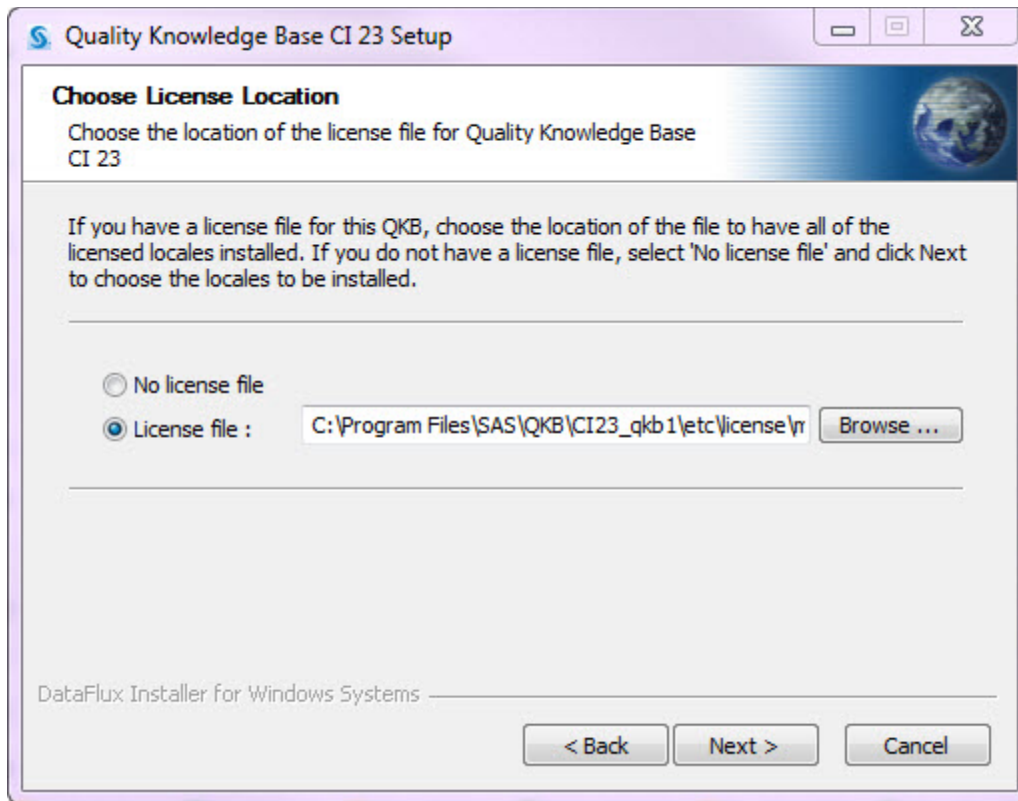 Quality Knowledge Base CI 23 Setup
Choose License Location
Choose the location of the license file for Quality Knowledge Base
CI 23
If you have a license file for this QKB, choose the location of the file to have all of the
licensed locales installed. If you do not have a license file, select 'No license file' and click Next
to choose the locales to be installed.
No license file
License file : C:\Program Files\SAS\QKB\CI23_qkb1\etc\license\m Browse ...
DataFlux Installer for Windows Systems
< Back Next > Cancel